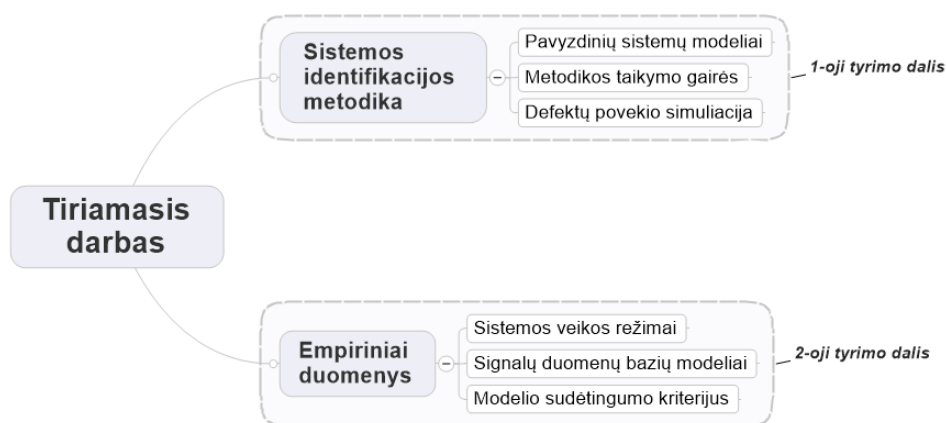 Tiriamasis
darbas
Sistemos
identifikacijos
metodika
Pavyzdinių sistemų modeliai
Metodikos taikymo gairės
Defektų povekio simuliacija
1-oji tyrimo dalis
Empiriniai
duomenys
Sistemos veikos režimai
Signalų duomenų bazių modeliai
Modelio sudėtingumo kriterijus
2-oji tyrimo dalis